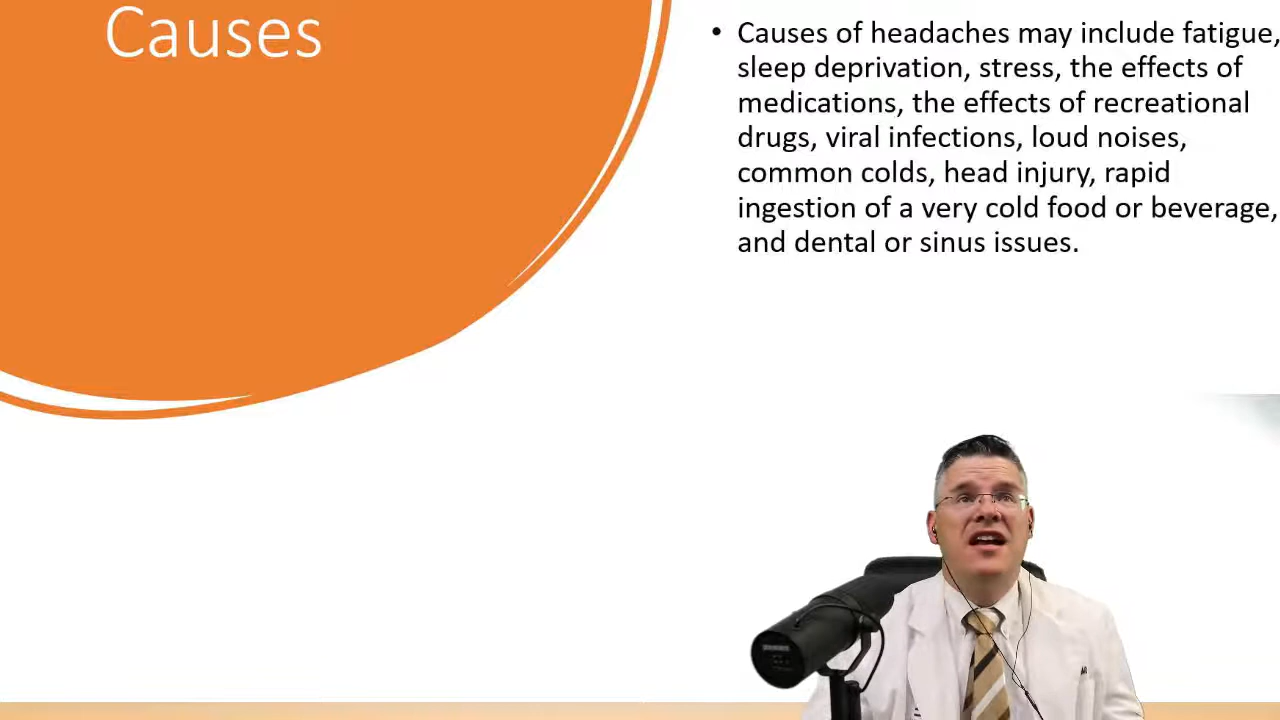 Causes
• Causes of headaches may include fatigue,
sleep deprivation, stress, the effects of
medications, the effects of recreational
drugs, viral infections, loud noises,
common colds, head injury, rapid
ingestion of a very cold food or beverage,
and dental or sinus issues.